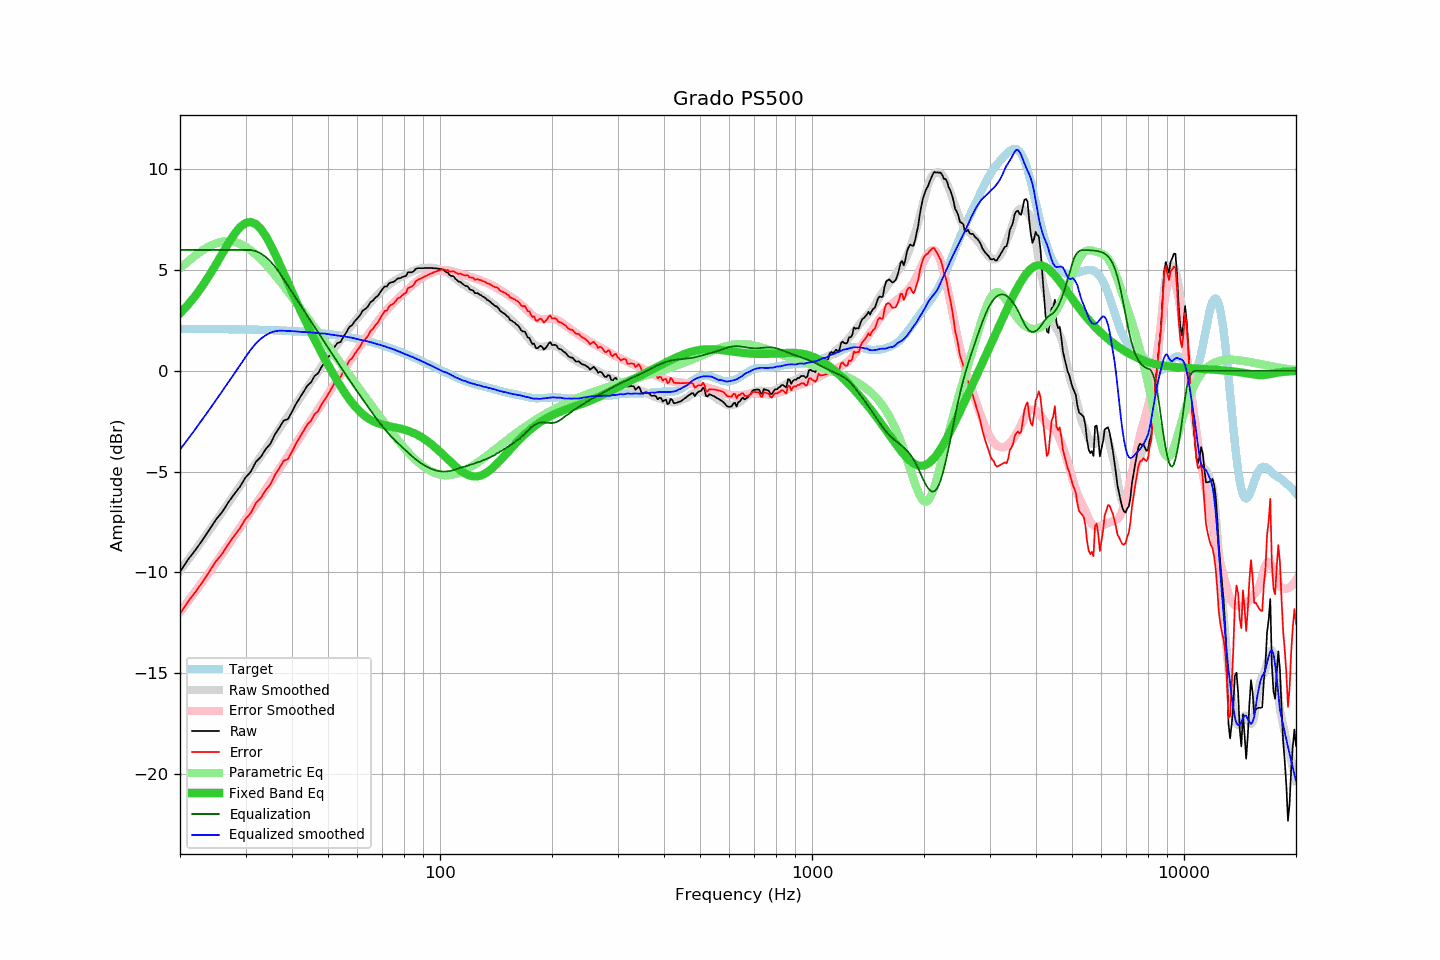 Grado PS500
10
5
0
−5
−10
−15
−20
Amplitude (dBr)
Target
Raw Smoothed
Error Smoothed
Raw
Error
Parametric Eq
Fixed Band Eq
Equalization
Equalized smoothed
100
1000
10000
Frequency (Hz)